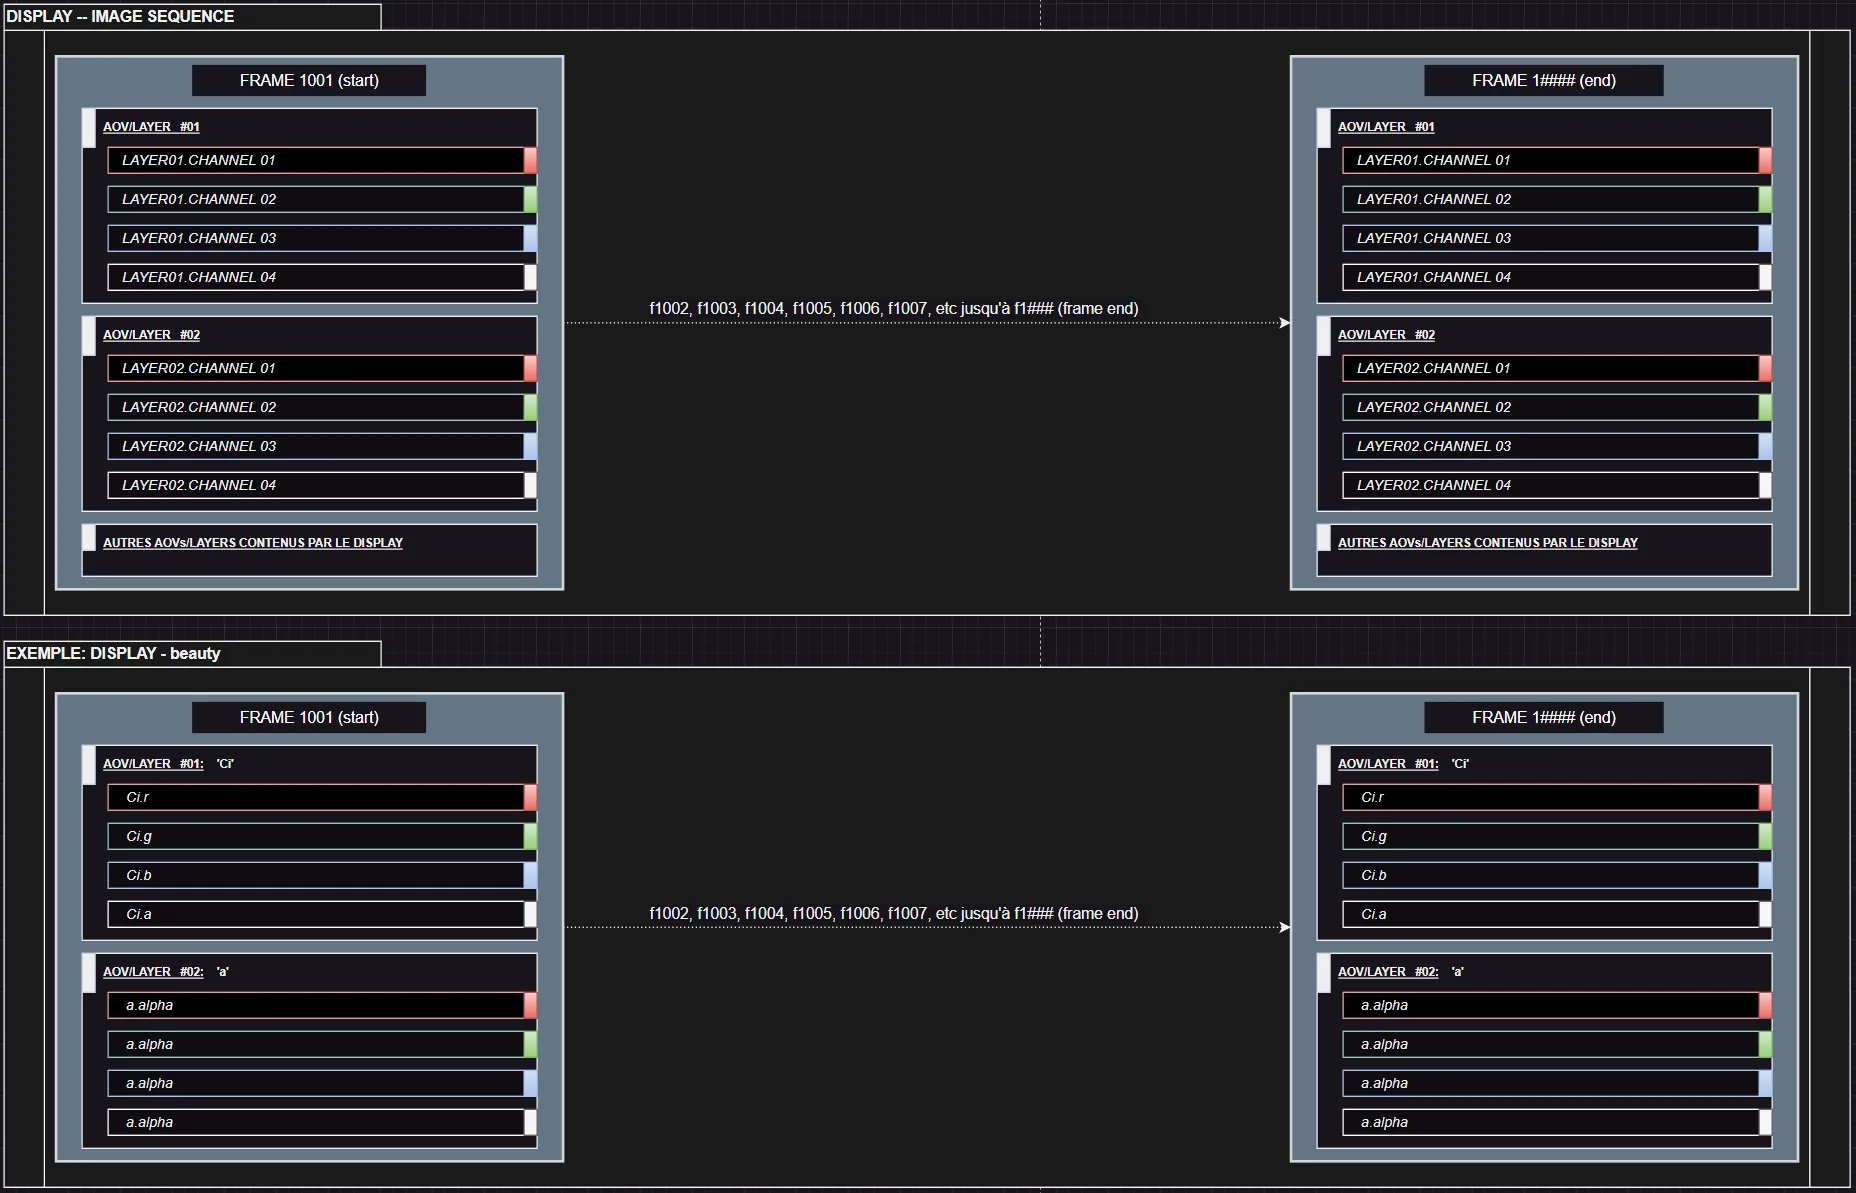 DISPLAY -- IMAGE SEQUENCE
FRAME 1001 (start)
AOV/LAYER #01
LAYER01.CHANNEL 01
LAYER01.CHANNEL 02
LAYER01.CHANNEL 03
LAYER01.CHANNEL 04
AOV/LAYER #02
LAYER02.CHANNEL 01
LAYER02.CHANNEL 02
LAYER02.CHANNEL 03
LAYER02.CHANNEL 04
AUTRES AOVs/LAYERS CONTENUS PAR LE DISPLAY
f1002, f1003, f1004, f1005, f1006, f1007, etc jusqu'à f1### (frame end)
FRAME 1#### (end)
AOV/LAYER #01
LAYER01.CHANNEL 01
LAYER01.CHANNEL 02
LAYER01.CHANNEL 03
LAYER01.CHANNEL 04
AOV/LAYER #02
LAYER02.CHANNEL 01
LAYER02.CHANNEL 02
LAYER02.CHANNEL 03
LAYER02.CHANNEL 04
AUTRES AOVs/LAYERS CONTENUS PAR LE DISPLAY
EXEMPLE: DISPLAY - beauty
FRAME 1001 (start)
AOV/LAYER #01: 'Ci'
Ci.r
Ci.g
Ci.b
Ci.a
AOV/LAYER #02: 'a'
a.alpha
a.alpha
a.alpha
a.alpha
f1002, f1003, f1004, f1005, f1006, f1007, etc jusqu'à f1### (frame end)
FRAME 1#### (end)
AOV/LAYER #01: 'Ci'
Ci.r
Ci.g
Ci.b
Ci.a
AOV/LAYER #02: 'a'
a.alpha
a.alpha
a.alpha
a.alpha